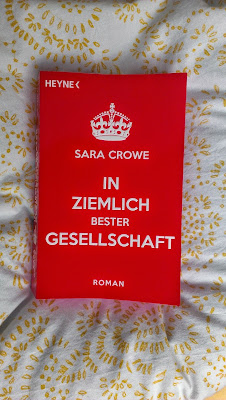 HEYNE<
SARA CROWE
IN
ZIEMLICH
BESTER
GESELLSCHAFT
ROMAN